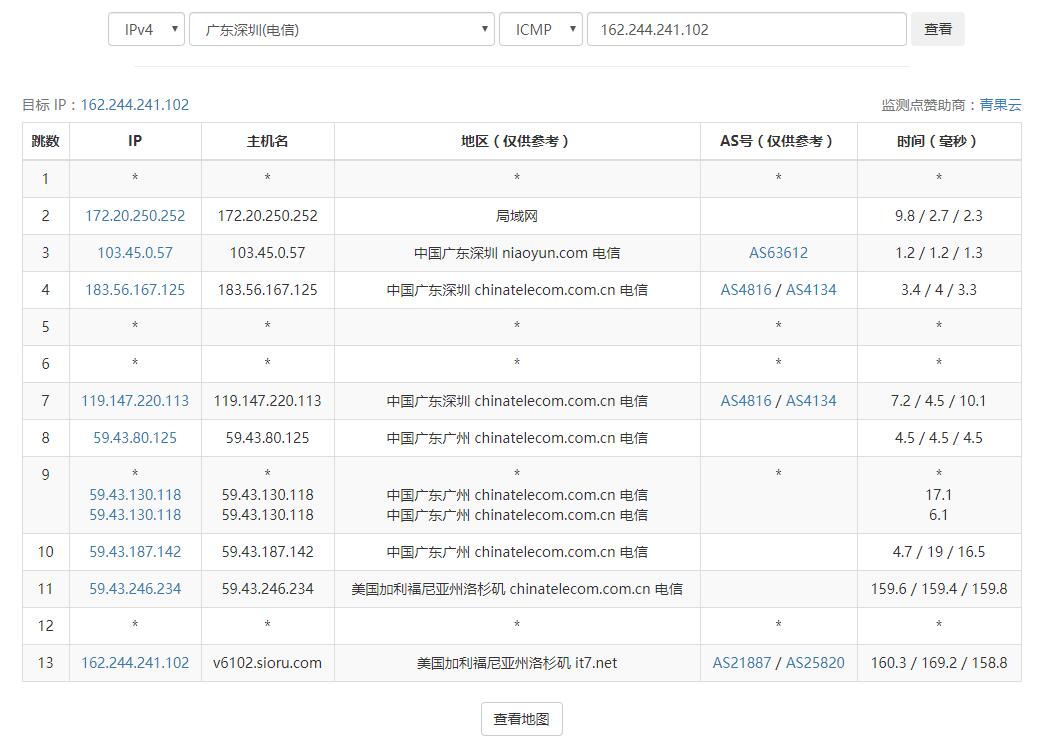 IPv4 广东深圳(电信) ICMP 162.244.241.102 查看
目标 IP：162.244.241.102 监测点赞助商：青果云
跳数 IP 主机名 地区（仅供参考） AS号（仅供参考） 时间（毫秒）
1 * * * * *
2 172.20.250.252 172.20.250.252 局域网 9.8 / 2.7 / 2.3
3 103.45.0.57 103.45.0.57 中国广东深圳 niaoyun.com 电信 AS63612 1.2 / 1.2 / 1.3
4 183.56.167.125 183.56.167.125 中国广东深圳 chinatelecom.com.cn 电信 AS4816 / AS4134 3.4 / 4 / 3.3
5 * * * * *
6 * * * * *
7 119.147.220.113 119.147.220.113 中国广东深圳 chinatelecom.com.cn 电信 AS4816 / AS4134 7.2 / 4.5 / 10.1
8 59.43.80.125 59.43.80.125 中国广东广州 chinatelecom.com.cn 电信 4.5 / 4.5 / 4.5
9 * * * * *
59.43.130.118 59.43.130.118 中国广东广州 chinatelecom.com.cn 电信 17.1
59.43.130.118 59.43.130.118 中国广东广州 chinatelecom.com.cn 电信 6.1
10 59.43.187.142 59.43.187.142 中国广东广州 chinatelecom.com.cn 电信 4.7 / 19 / 16.5
11 59.43.246.234 59.43.246.234 美国加利福尼亚州洛杉矶 chinatelecom.com.cn 电信 159.6 / 159.4 / 159.8
12 * * * * *
13 162.244.241.102 v6102.sioru.com 美国加利福尼亚州洛杉矶 it7.net AS21887 / AS25820 160.3 / 169.2 / 158.8
查看地图